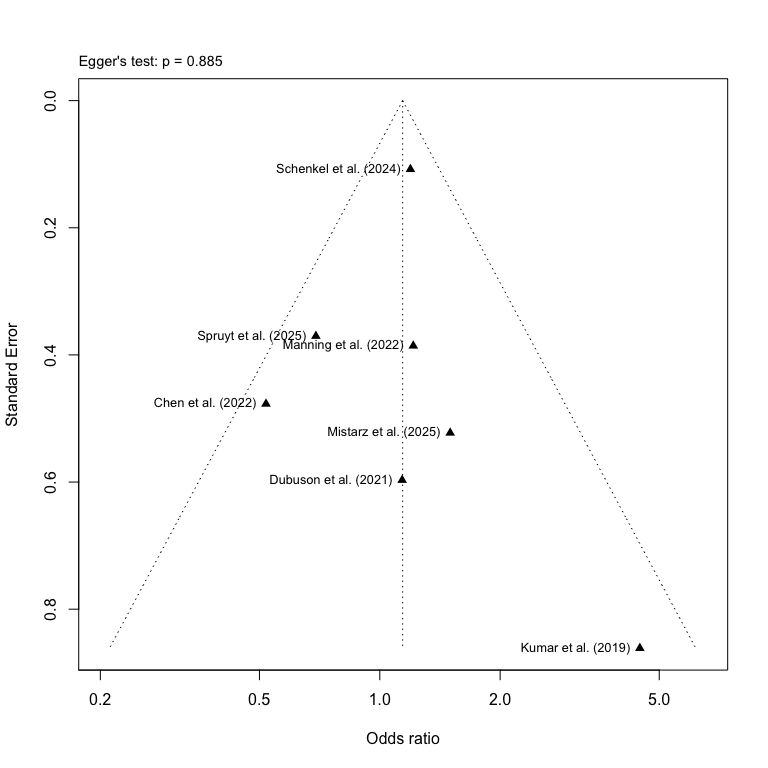 Egger's test: p = 0.885
0.0
Schenkel et al. (2024)
0.2
Spruyt et al. (2025)
Manning et al. (2022)
0.4
Chen et al. (2022)
Mistarz et al. (2025)
Dubuson et al. (2021)
0.6
0.8
Kumar et al. (2019)
Standard Error
0.2 0.5 1.0 2.0 5.0
Odds ratio